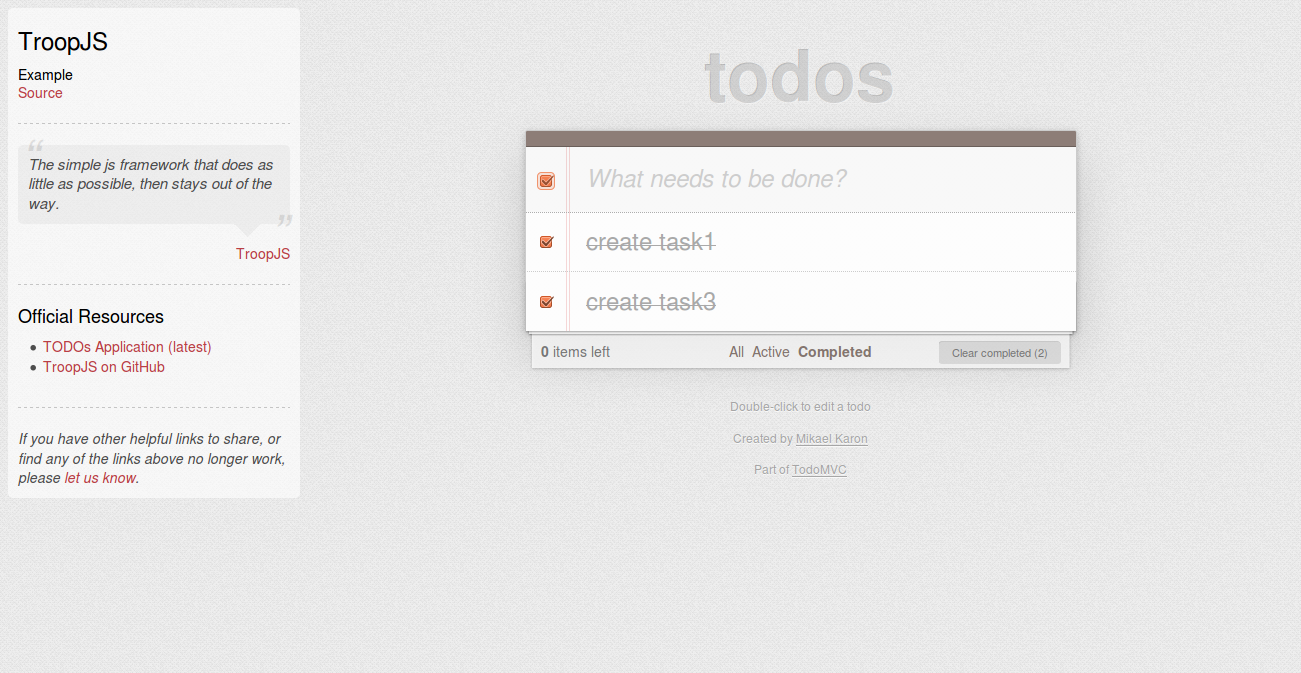 TroopJS
Example
Source
“
The simple js framework that does as
little as possible, then stays out of the
way.
”
TroopJS
Official Resources
TODOs Application (latest)
TroopJS on GitHub
If you have other helpful links to share, or
find any of the links above no longer work,
please let us know.
todos
What needs to be done?
create task1
create task3
0 items left All Active Completed Clear completed (2)
Double-click to edit a todo
Created by Mikael Karon
Part of TodoMVC